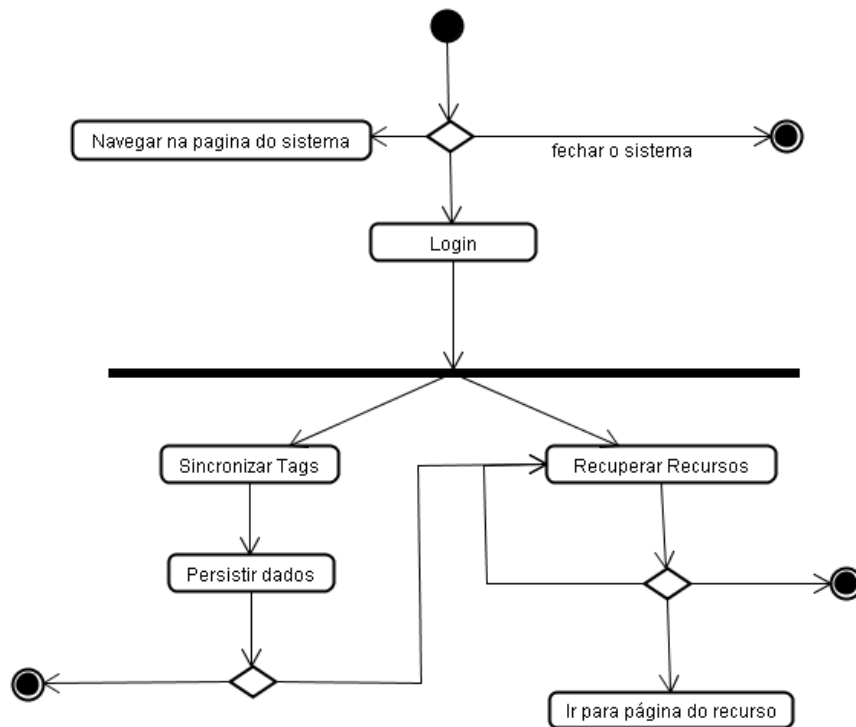 Navegar na pagina do sistema
fechar o sistema
Login
Sincronizar Tags
Recuperar Recursos
Persistir dados
Ir para página do recurso